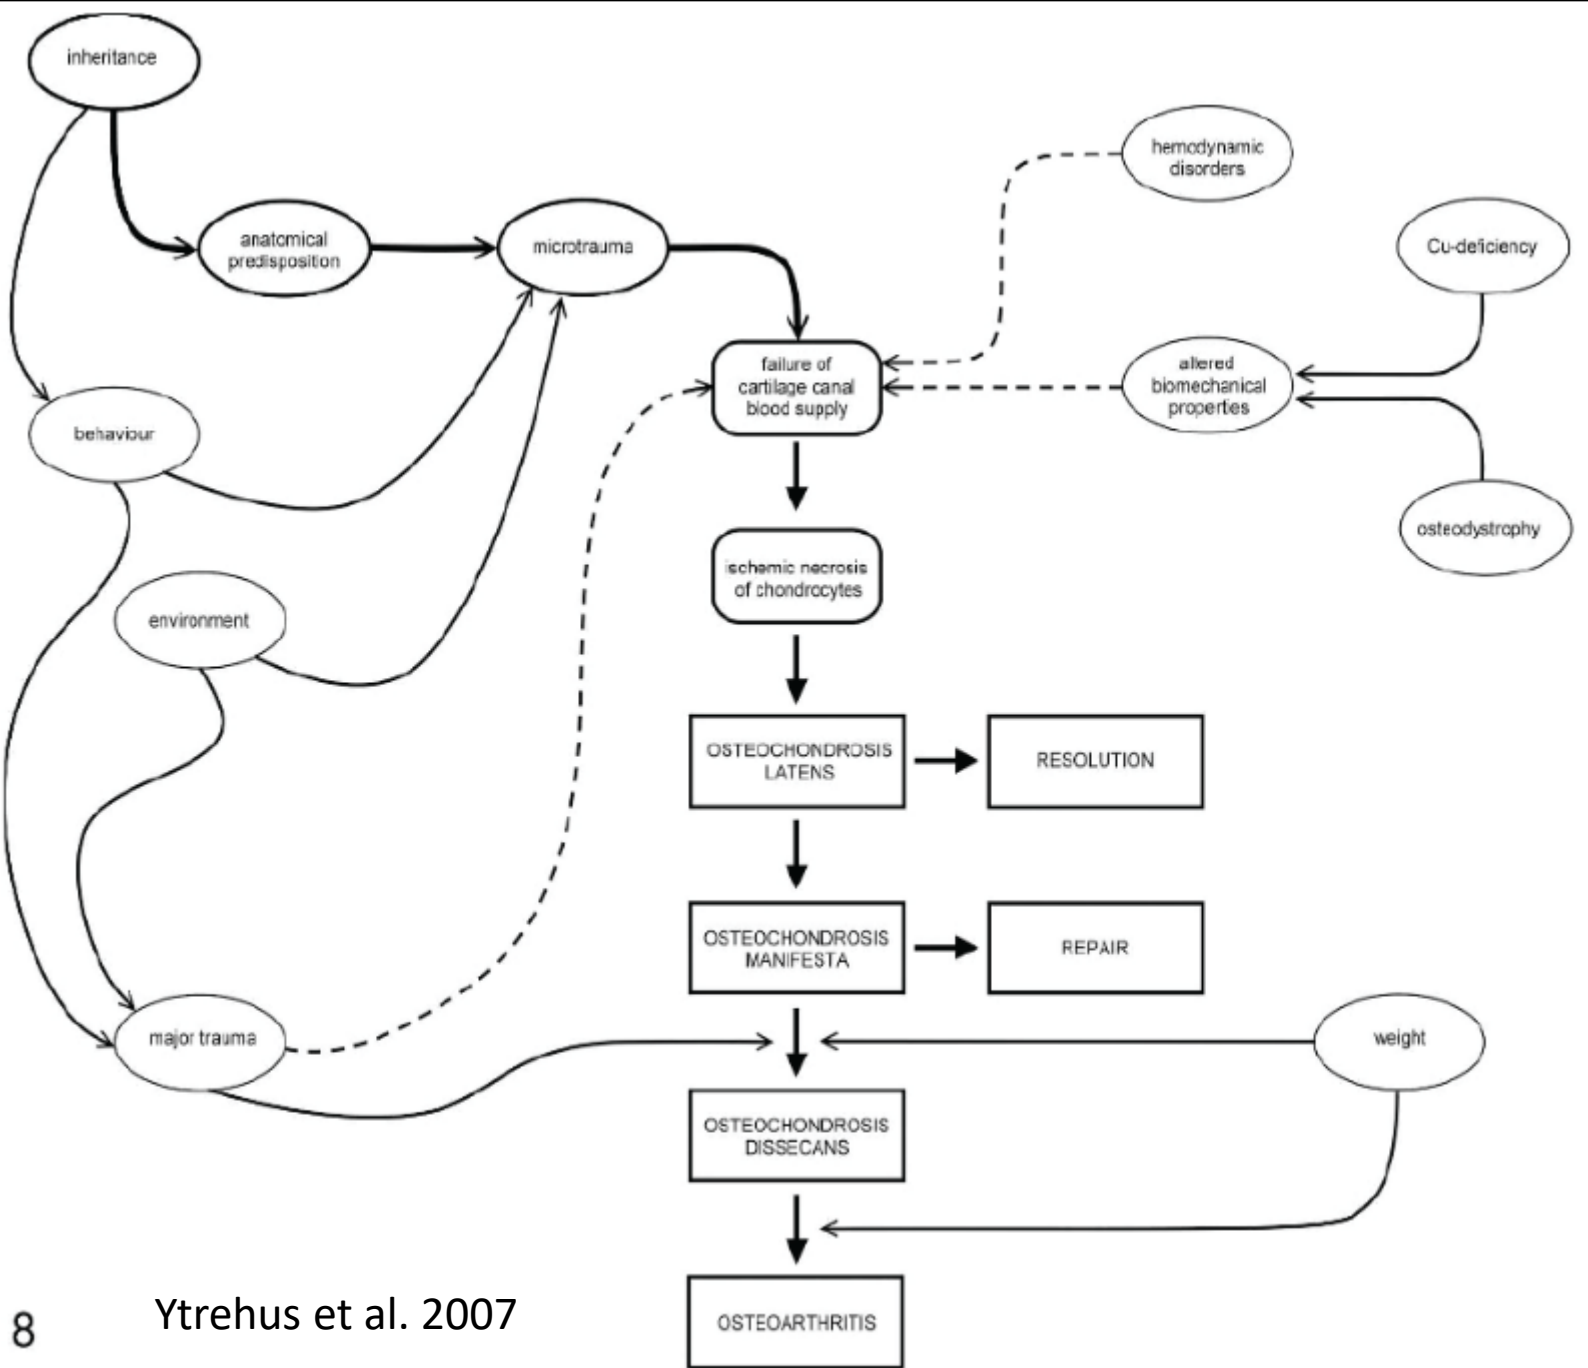 inheritance
hemodynamic
disorders
anatomical
predisposition
microtrauma
Cu-deficiency
failure of
cartilage canal
blood supply
altered
biomechanical
properties
behaviour
osteodystrophy
ischemic necrosis
of chondrocytes
environment
OSTEOCHONDROSIS
LATENS
RESOLUTION
OSTEOCHONDROSIS
MANIFESTA
REPAIR
major trauma
weight
OSTEOCHONDROSIS
DISSECANS
OSTEOARTHRITIS
8
Ytrehus et al. 2007